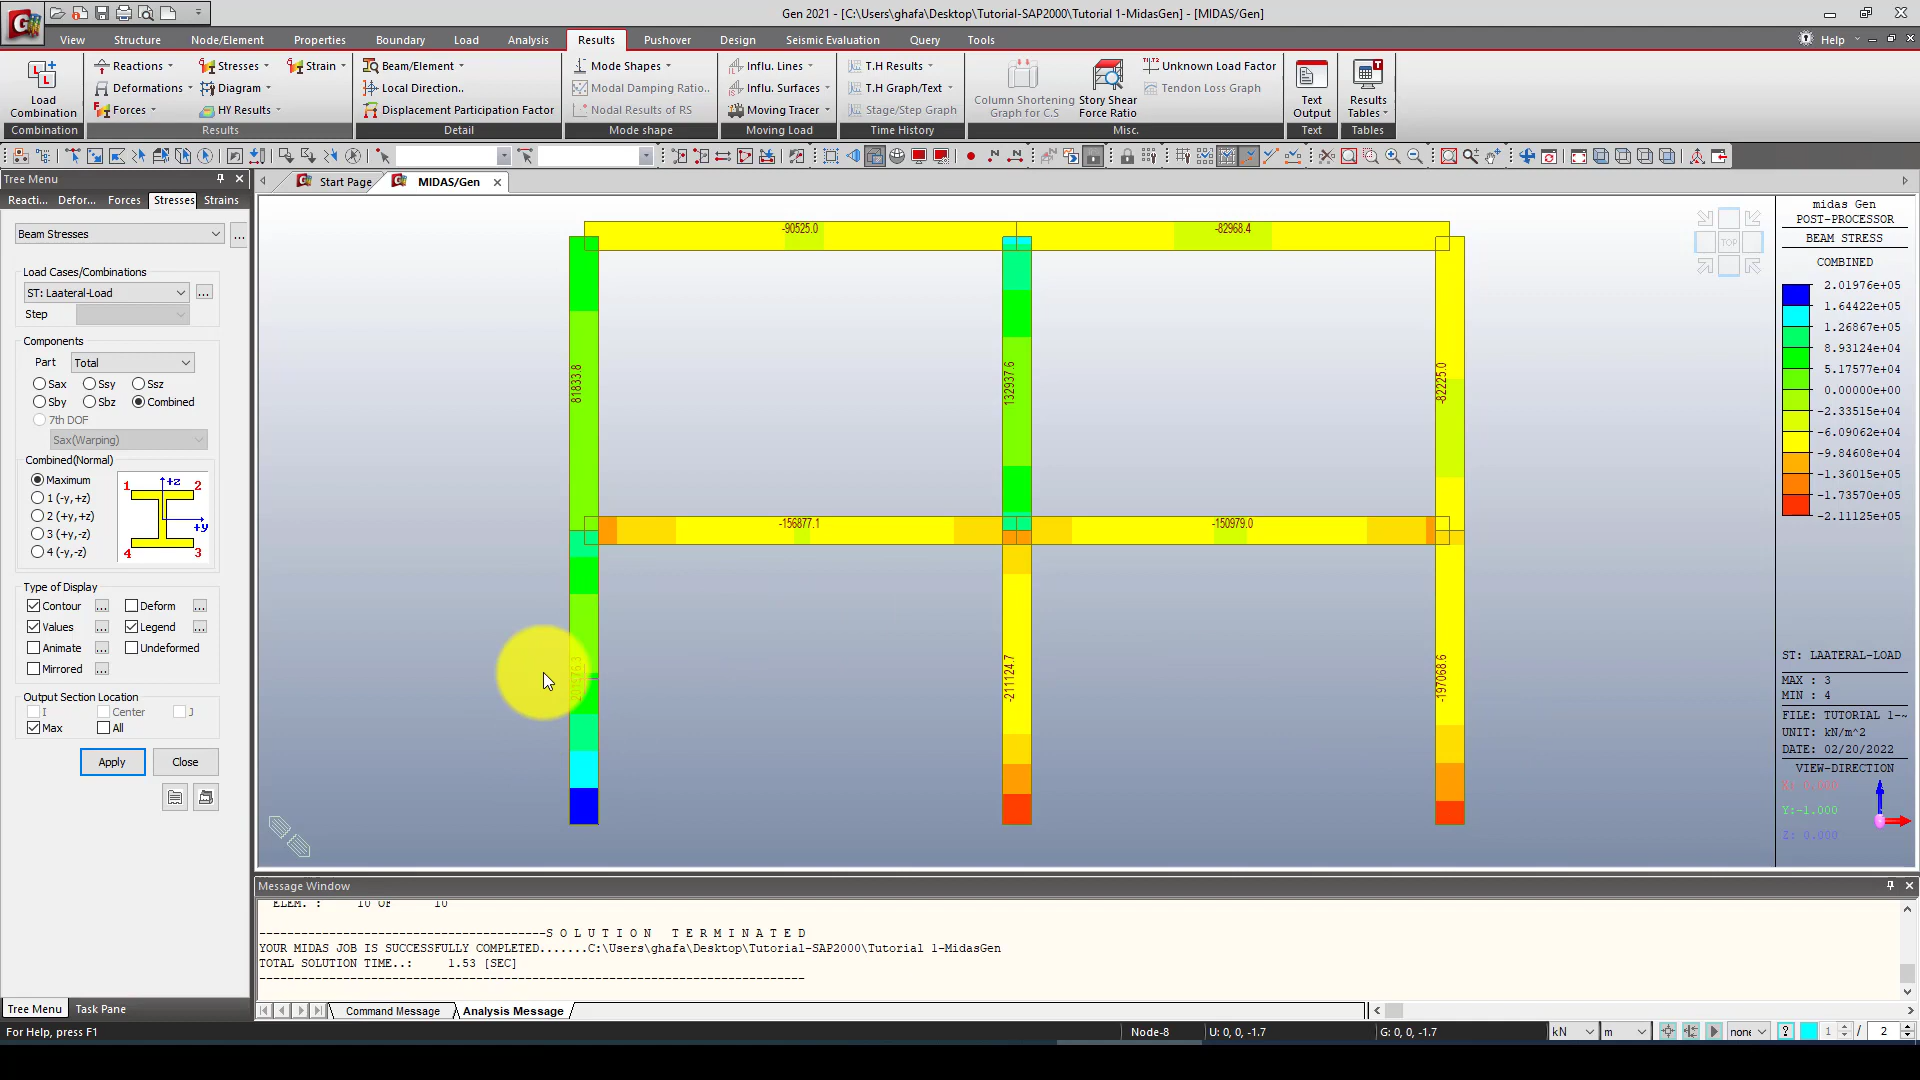 Gen 2021 - [C:\Users\ghafa\Desktop\Tutorial-SAP2000\Tutorial 1-MidasGen] - [MIDAS/Gen]
View Structure Node/Element Properties Boundary Load Analysis Results Pushover Design Seismic Evaluation Query Tools Help
Load Combination
Combination
Reactions Stresses Strain
Deformations Diagram
Forces HY Results
Results
Beam/Element
Local Direction..
Displacement Participation Factor
Detail
Mode Shapes
Modal Damping Ratio..
Nodal Results of RS
Mode shape
Influ. Lines
Influ. Surfaces
Moving Tracer
Moving Load
T.H Results
T.H Graph/Text
Stage/Step Graph
Time History
Column Shortening Graph for C.S
Story Shear Force Ratio
Unknown Load Factor
Tendon Loss Graph
Misc.
Text Output
Text
Results Tables
Tables
Tree Menu
Start Page MIDAS/Gen
Reacti... Defor... Forces Stresses Strains
Beam Stresses
Load Cases/Combinations
ST: Laateral-Load
Step
Components
Part Total
Sax Ssy Ssz
Sby Sbz Combined
7th DOF
Sax(Warping)
Combined(Normal)
Maximum
1 (-y,+z)
2 (+y,+z)
3 (+y,-z)
4 (-y,-z)
1 2 3 4 +z +y
Type of Display
Contour Deform
Values Legend
Animate Undeformed
Mirrored
Output Section Location
I Center J
Max All
Apply Close
-90525.0
-82968.4
81833.8
132937.6
-82225.0
-156877.1
-150979.0
-211124.7
-197068.6
TOP
midas Gen
POST-PROCESSOR
BEAM STRESS
COMBINED
2.01976e+05
1.64422e+05
1.26867e+05
8.93124e+04
5.17577e+04
0.00000e+00
-2.33515e+04
-6.09062e+04
-9.84608e+04
-1.36015e+05
-1.73570e+05
-2.11125e+05
ST: LAATERAL-LOAD
MAX : 3
MIN : 4
FILE: TUTORIAL 1-~
UNIT: kN/m^2
DATE: 02/20/2022
VIEW-DIRECTION
X: 0.000
Y:-1.000
Z: 0.000
Message Window
ELEM. : 10 OF 10
S O L U T I O N T E R M I N A T E D
YOUR MIDAS JOB IS SUCCESSFULLY COMPLETED.......C:\Users\ghafa\Desktop\Tutorial-SAP2000\Tutorial 1-MidasGen
TOTAL SOLUTION TIME..: 1.53 [SEC]
Tree Menu Task Pane
Command Message Analysis Message
For Help, press F1
Node-8 U: 0, 0, -1.7 G: 0, 0, -1.7 kN m none 1 / 2